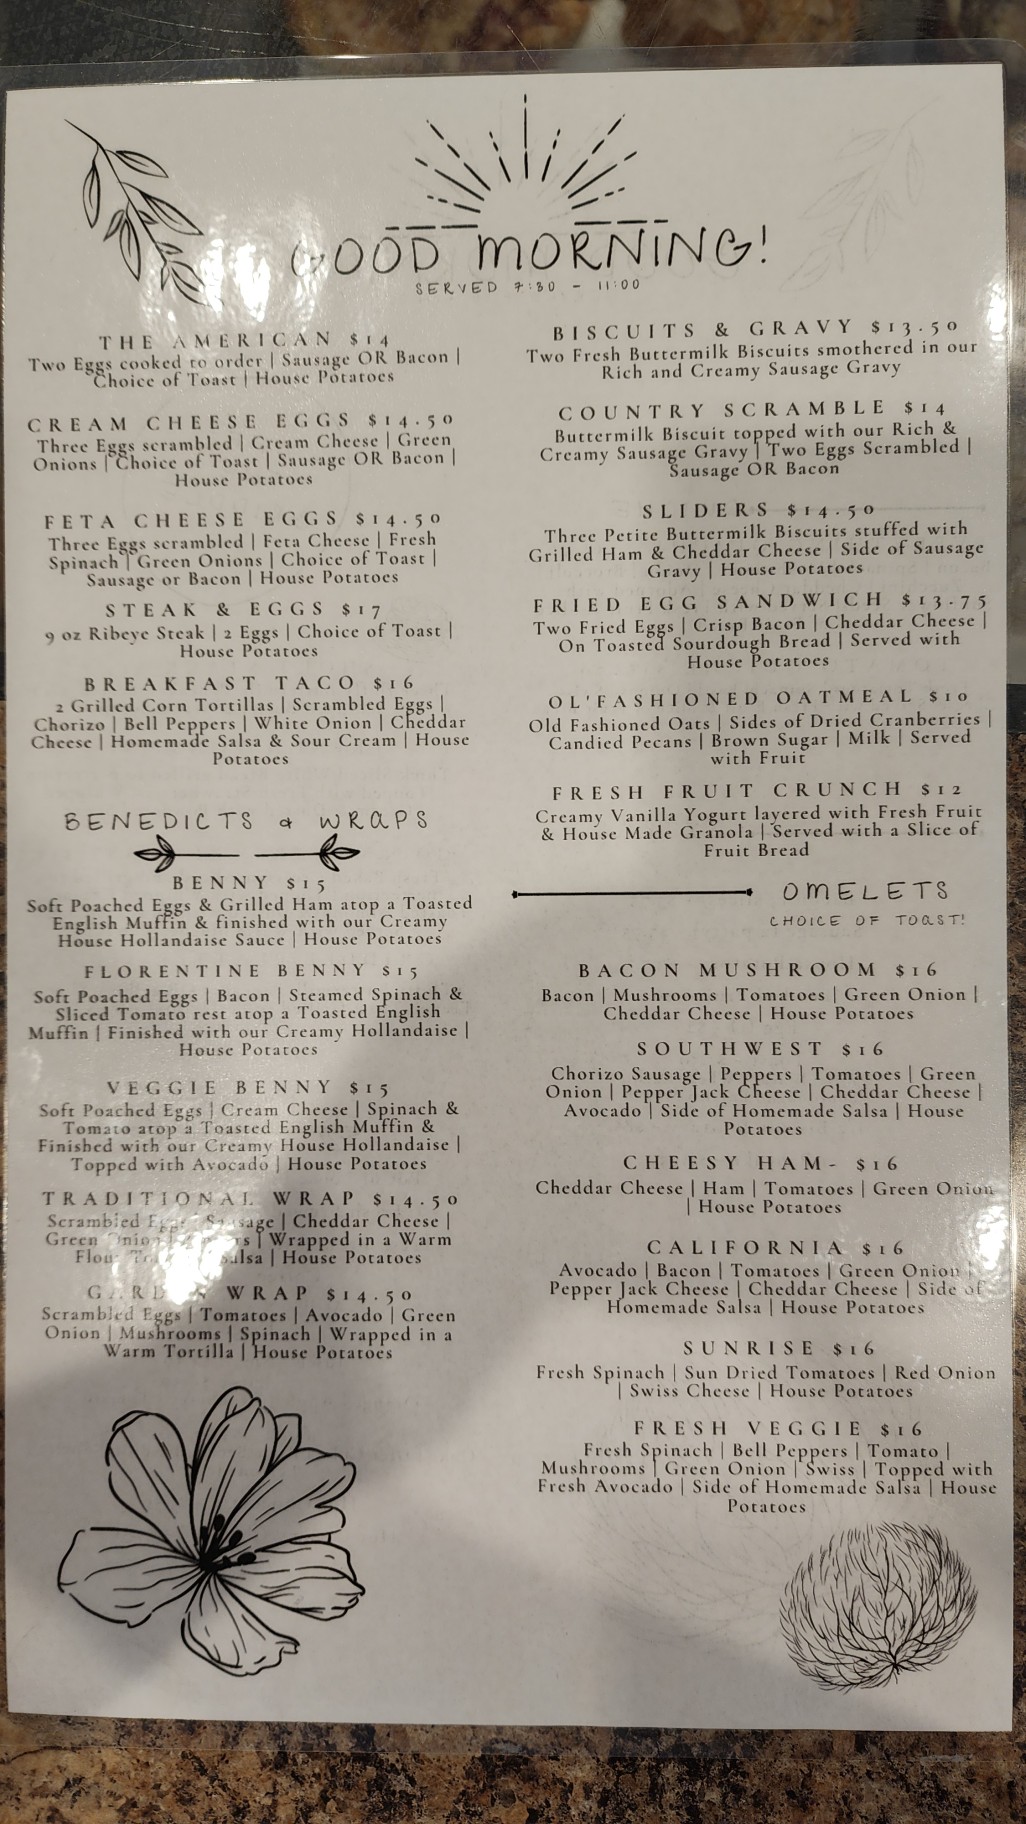 GOOD MORNING!
SERVED 7:30 - 11:00
THE AMERICAN $14
Two Eggs cooked to order | Sausage OR Bacon |
Choice of Toast | House Potatoes
CREAM CHEESE EGGS $14.50
Three Eggs scrambled | Cream Cheese | Green
Onions | Choice of Toast | Sausage OR Bacon |
House Potatoes
FETA CHEESE EGGS $14.50
Three Eggs scrambled | Feta Cheese | Fresh
Spinach | Green Onions | Choice of Toast |
Sausage or Bacon | House Potatoes
STEAK & EGGS $17
9 oz Ribeye Steak | 2 Eggs | Choice of Toast |
House Potatoes
BREAKFAST TACO $16
2 Grilled Corn Tortillas | Scrambled Eggs |
Chorizo | Bell Peppers | White Onion | Cheddar
Cheese | Homemade Salsa & Sour Cream | House
Potatoes
BENEDICTS & WRAPS
BENNY $15
Soft Poached Eggs & Grilled Ham atop a Toasted
English Muffin & finished with our Creamy
House Hollandaise Sauce | House Potatoes
FLORENTINE BENNY $15
Soft Poached Eggs | Bacon | Steamed Spinach &
Sliced Tomato rest atop a Toasted English
Muffin | Finished with our Creamy Hollandaise |
House Potatoes
VEGGIE BENNY $15
Soft Poached Eggs | Cream Cheese | Spinach &
Tomato atop a Toasted English Muffin &
Finished with our Creamy House Hollandaise |
Topped with Avocado | House Potatoes
TRADITIONAL WRAP $14.50
Scrambled Eggs | Sausage | Cheddar Cheese |
Green Onion | | Wrapped in a Warm
Flour Salsa | House Potatoes
GARDEN WRAP $14.50
Scrambled Eggs | Tomatoes | Avocado | Green
Onion | Mushrooms | Spinach | Wrapped in a
Warm Tortilla | House Potatoes
BISCUITS & GRAVY $13.50
Two Fresh Buttermilk Biscuits smothered in our
Rich and Creamy Sausage Gravy
COUNTRY SCRAMBLE $14
Buttermilk Biscuit topped with our Rich &
Creamy Sausage Gravy | Two Eggs Scrambled |
Sausage OR Bacon
SLIDERS $14.50
Three Petite Buttermilk Biscuits stuffed with
Grilled Ham & Cheddar Cheese | Side of Sausage
Gravy | House Potatoes
FRIED EGG SANDWICH $13.75
Two Fried Eggs | Crisp Bacon | Cheddar Cheese |
On Toasted Sourdough Bread | Served with
House Potatoes
OL'FASHIONED OATMEAL $10
Old Fashioned Oats | Sides of Dried Cranberries |
Candied Pecans | Brown Sugar | Milk | Served
with Fruit
FRESH FRUIT CRUNCH $12
Creamy Vanilla Yogurt layered with Fresh Fruit
& House Made Granola | Served with a Slice of
Fruit Bread
OMELETS
CHOICE OF TOAST!
BACON MUSHROOM $16
Bacon | Mushrooms | Tomatoes | Green Onion |
Cheddar Cheese | House Potatoes
SOUTHWEST $16
Chorizo Sausage | Peppers | Tomatoes | Green
Onion | Pepper Jack Cheese | Cheddar Cheese |
Avocado | Side of Homemade Salsa | House
Potatoes
CHEESY HAM- $16
Cheddar Cheese | Ham | Tomatoes | Green Onion
| House Potatoes
CALIFORNIA $16
Avocado | Bacon | Tomatoes | Green Onion |
Pepper Jack Cheese | Cheddar Cheese | Side of
Homemade Salsa | House Potatoes
SUNRISE $16
Fresh Spinach | Sun Dried Tomatoes | Red Onion
| Swiss Cheese | House Potatoes
FRESH VEGGIE $16
Fresh Spinach | Bell Peppers | Tomato |
Mushrooms | Green Onion | Swiss | Topped with
Fresh Avocado | Side of Homemade Salsa | House
Potatoes